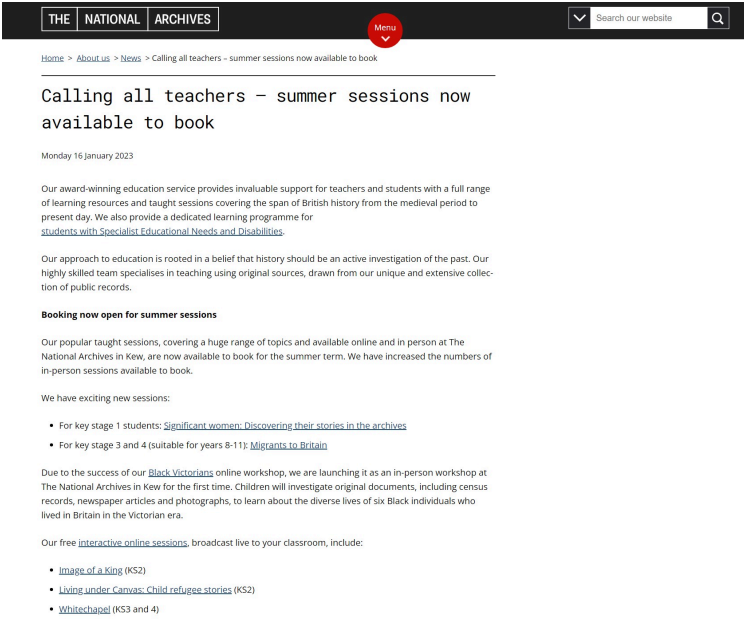 THE NATIONAL ARCHIVES
Menu
Search our website
Home > About us > News > Calling all teachers – summer sessions now available to book
Calling all teachers – summer sessions now
available to book
Monday 16 January 2023
Our award-winning education service provides invaluable support for teachers and students with a full range
of learning resources and taught sessions covering the span of British history from the medieval period to
present day. We also provide a dedicated learning programme for
students with Specialist Educational Needs and Disabilities.
Our approach to education is rooted in a belief that history should be an active investigation of the past. Our
highly skilled team specialises in teaching using original sources, drawn from our unique and extensive collec-
tion of public records.
Booking now open for summer sessions
Our popular taught sessions, covering a huge range of topics and available online and in person at The
National Archives in Kew, are now available to book for the summer term. We have increased the numbers of
in-person sessions available to book.
We have exciting new sessions:
• For key stage 1 students: Significant women: Discovering their stories in the archives
• For key stage 3 and 4 (suitable for years 8-11): Migrants to Britain
Due to the success of our Black Victorians online workshop, we are launching it as an in-person workshop at
The National Archives in Kew for the first time. Children will investigate original documents, including census
records, newspaper articles and photographs, to learn about the diverse lives of six Black individuals who
lived in Britain in the Victorian era.
Our free interactive online sessions, broadcast live to your classroom, include:
• Image of a King (KS2)
• Living under Canvas: Child refugee stories (KS2)
• Whitechapel (KS3 and 4)